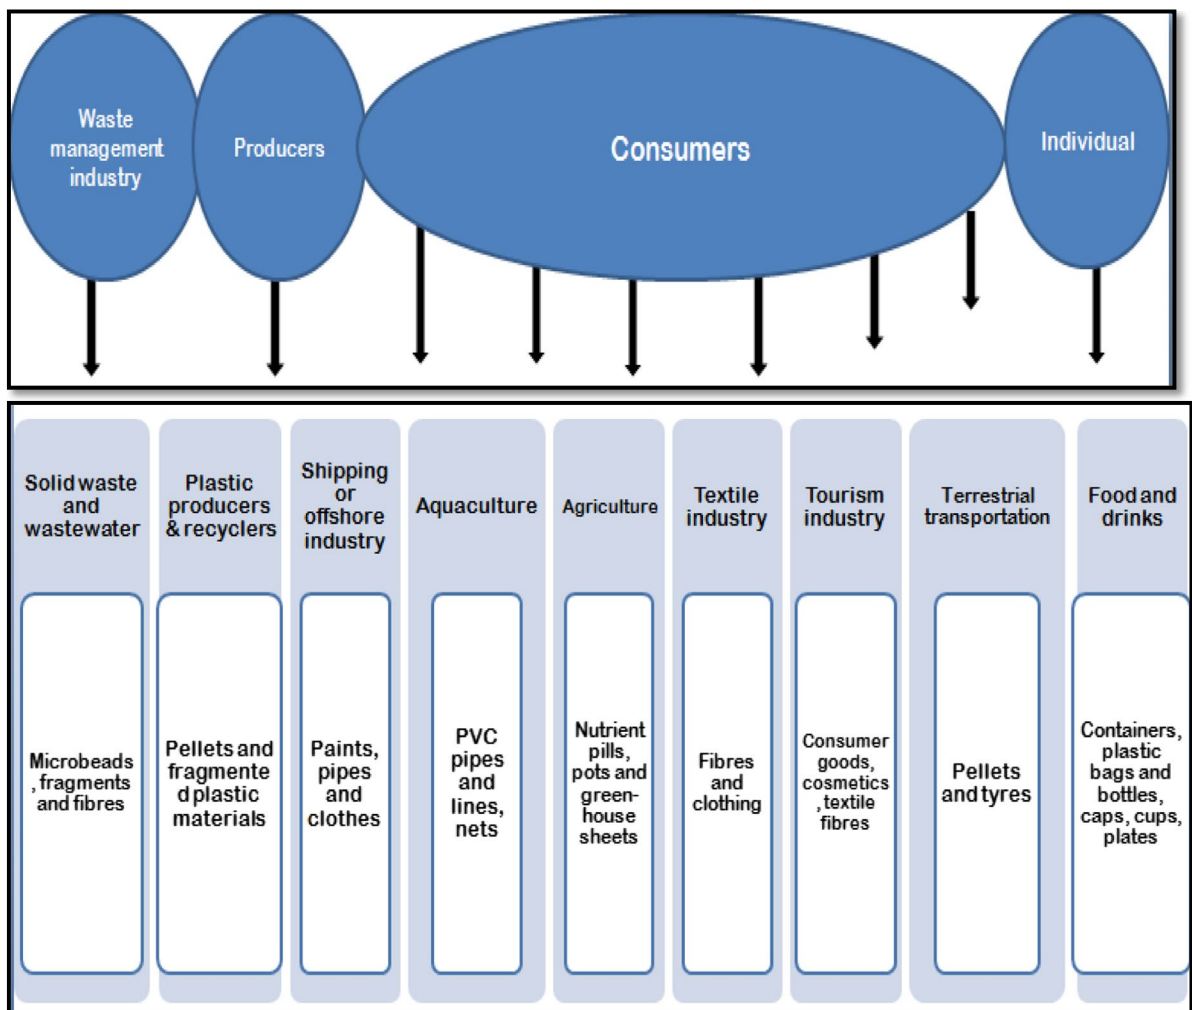 Waste
management
industry
Producers
Consumers
Individual
Solid waste
and
wastewater
Plastic
producers
& recyclers
Shipping
or
offshore
industry
Aquaculture
Agriculture
Textile
industry
Tourism
industry
Terrestrial
transportation
Food and
drinks
Microbeads
, fragments
and fibres
Pellets and
fragmente
d plastic
materials
Paints,
pipes
and
clothes
PVC
pipes
and
lines,
nets
Nutrient
pills,
pots and
green-
house
sheets
Fibres
and
clothing
Consumer
goods,
cosmetics
, textile
fibres
Pellets
and tyres
Containers,
plastic
bags and
bottles,
caps, cups,
plates